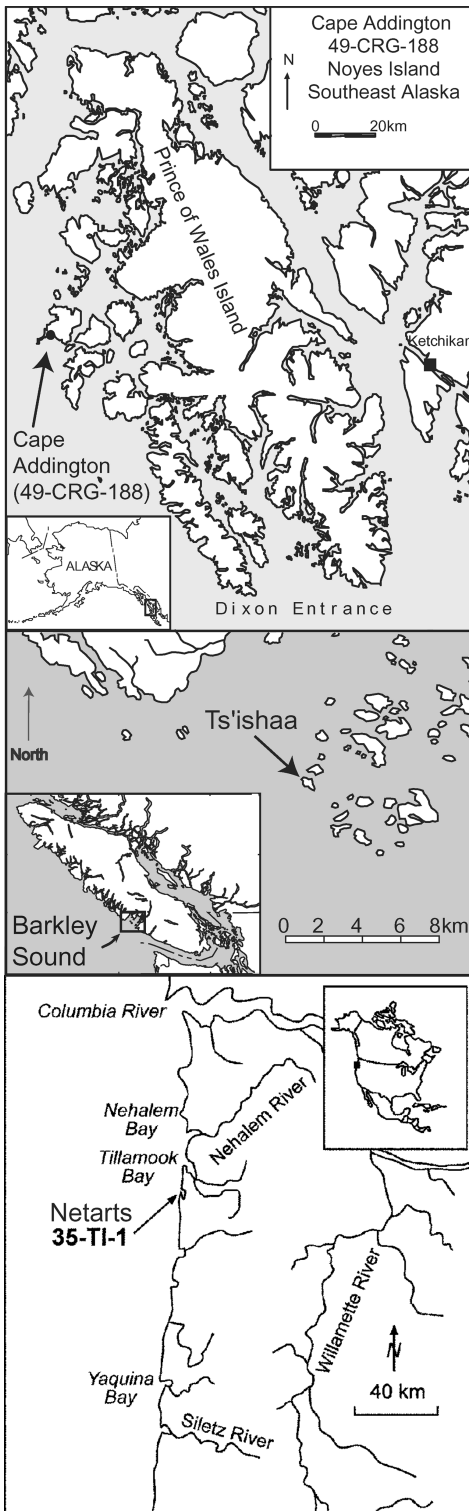 Cape Addington
49-CRG-188
Noyes Island
Southeast Alaska
N
0 20km
Prince of Wales Island
Ketchikan
Cape
Addington
(49-CRG-188)
ALASKA
Dixon Entrance
North
Ts'ishaa
Barkley
Sound
0 2 4 6 8km
Columbia River
Nehalem
Bay
Nehalem River
Tillamook
Bay
Netarts
35-TI-1
Willamette River
N
40 km
Yaquina
Bay
Siletz River